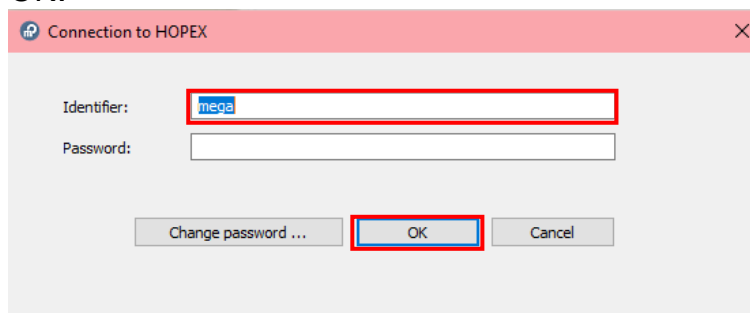 Connection to HOPEX
Identifier: mega
Password:
Change password ... OK Cancel